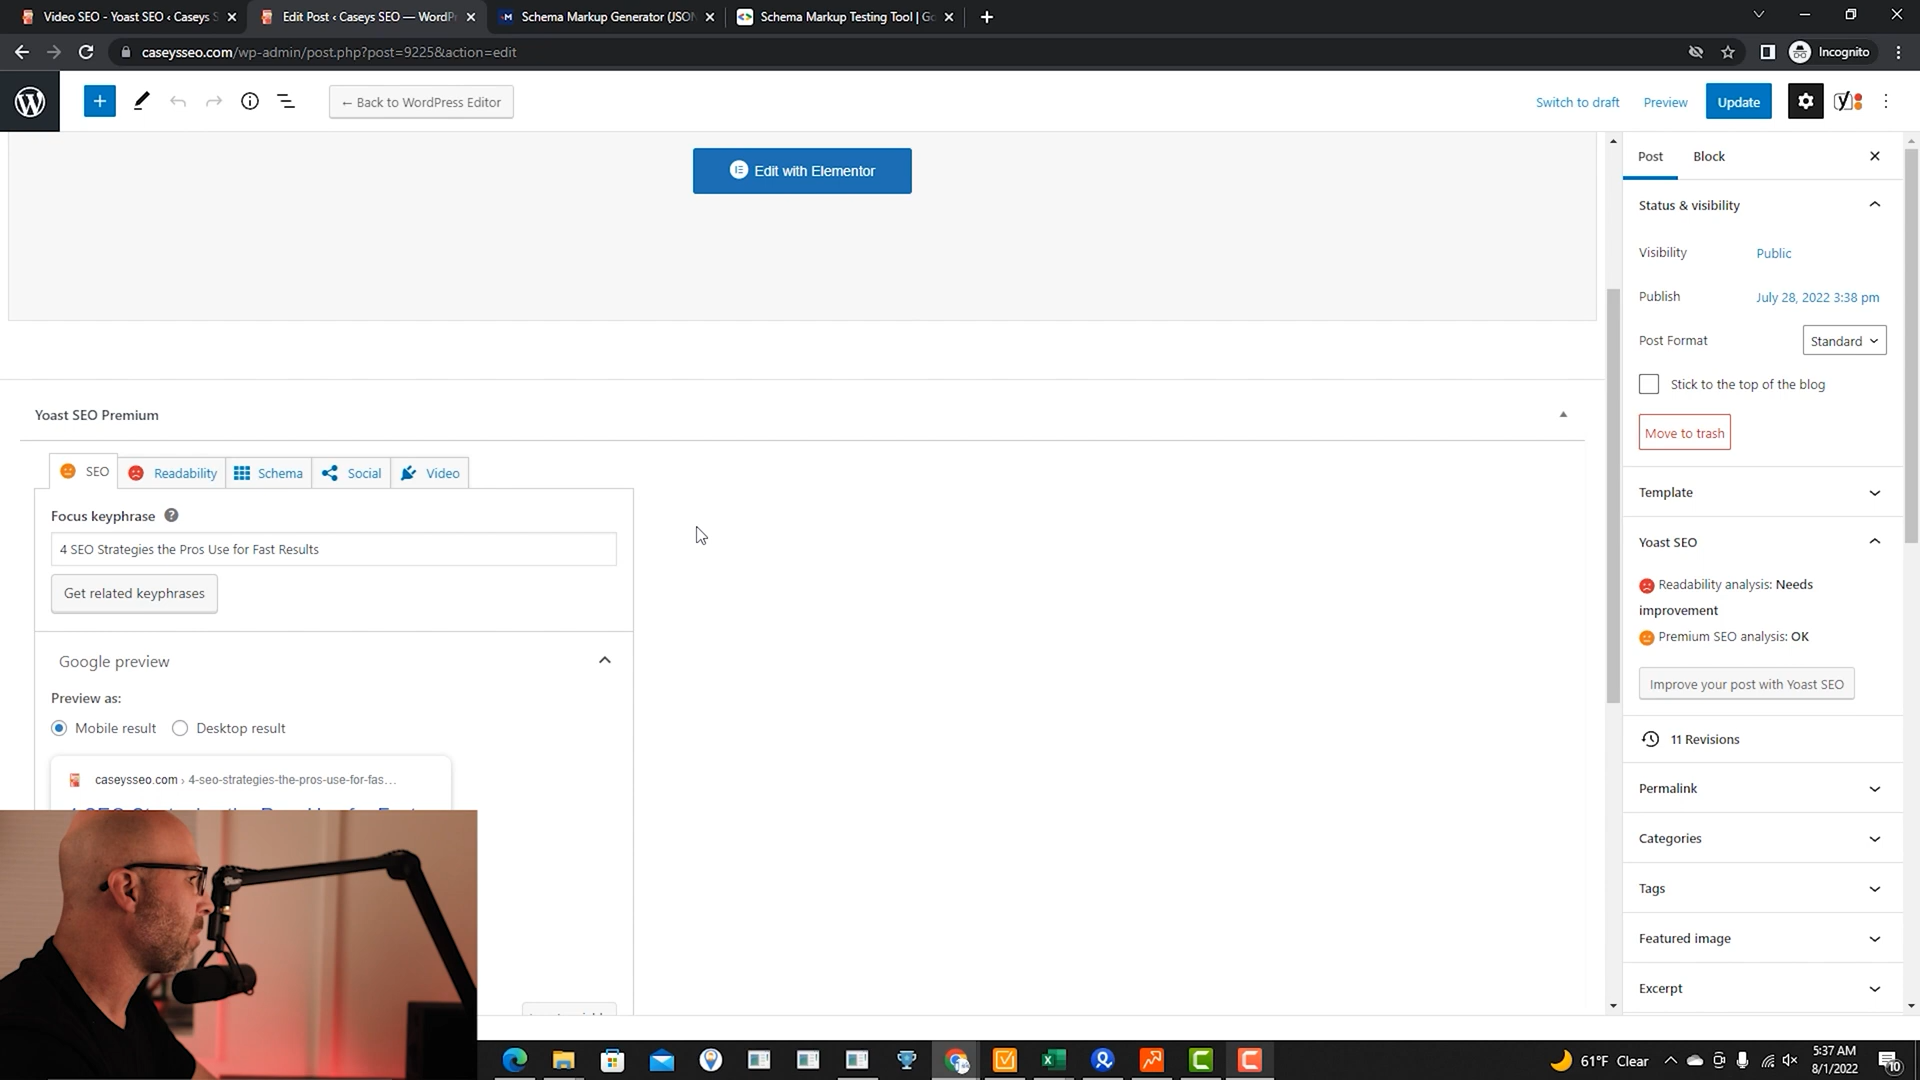 Video SEO - Yoast SEO ‹ Caseys S
Edit Post ‹ Caseys SEO — WordPr
Schema Markup Generator (JSON
Schema Markup Testing Tool | Go
caseysseo.com/wp-admin/post.php?post=9225&action=edit
Incognito
← Back to WordPress Editor
Switch to draft
Preview
Update
Edit with Elementor
Post
Block
Status & visibility
Visibility
Public
Publish
July 28, 2022 3:38 pm
Post Format
Standard
Stick to the top of the blog
Move to trash
Template
Yoast SEO
Readability analysis: Needs
improvement
Premium SEO analysis: OK
Improve your post with Yoast SEO
11 Revisions
Permalink
Categories
Tags
Featured image
Excerpt
Yoast SEO Premium
SEO
Readability
Schema
Social
Video
Focus keyphrase
4 SEO Strategies the Pros Use for Fast Results
Get related keyphrases
Google preview
Preview as:
Mobile result
Desktop result
caseysseo.com › 4-seo-strategies-the-pros-use-for-fas…
61°F Clear
5:37 AM
8/1/2022
10